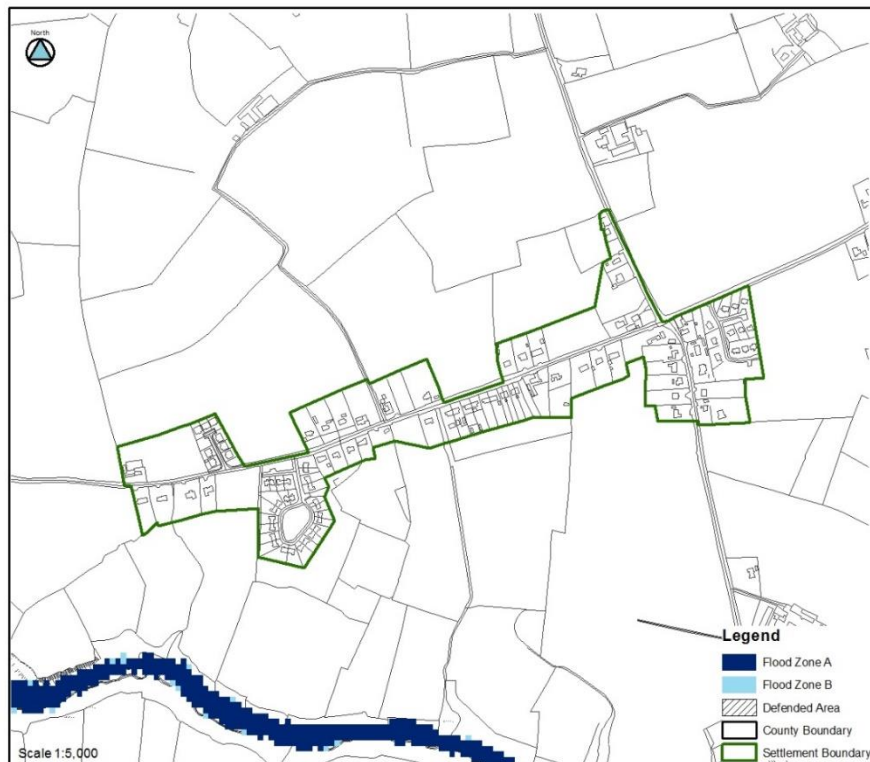 North
Legend
Flood Zone A
Flood Zone B
Defended Area
County Boundary
Settlement Boundary
Scale 1:5,000